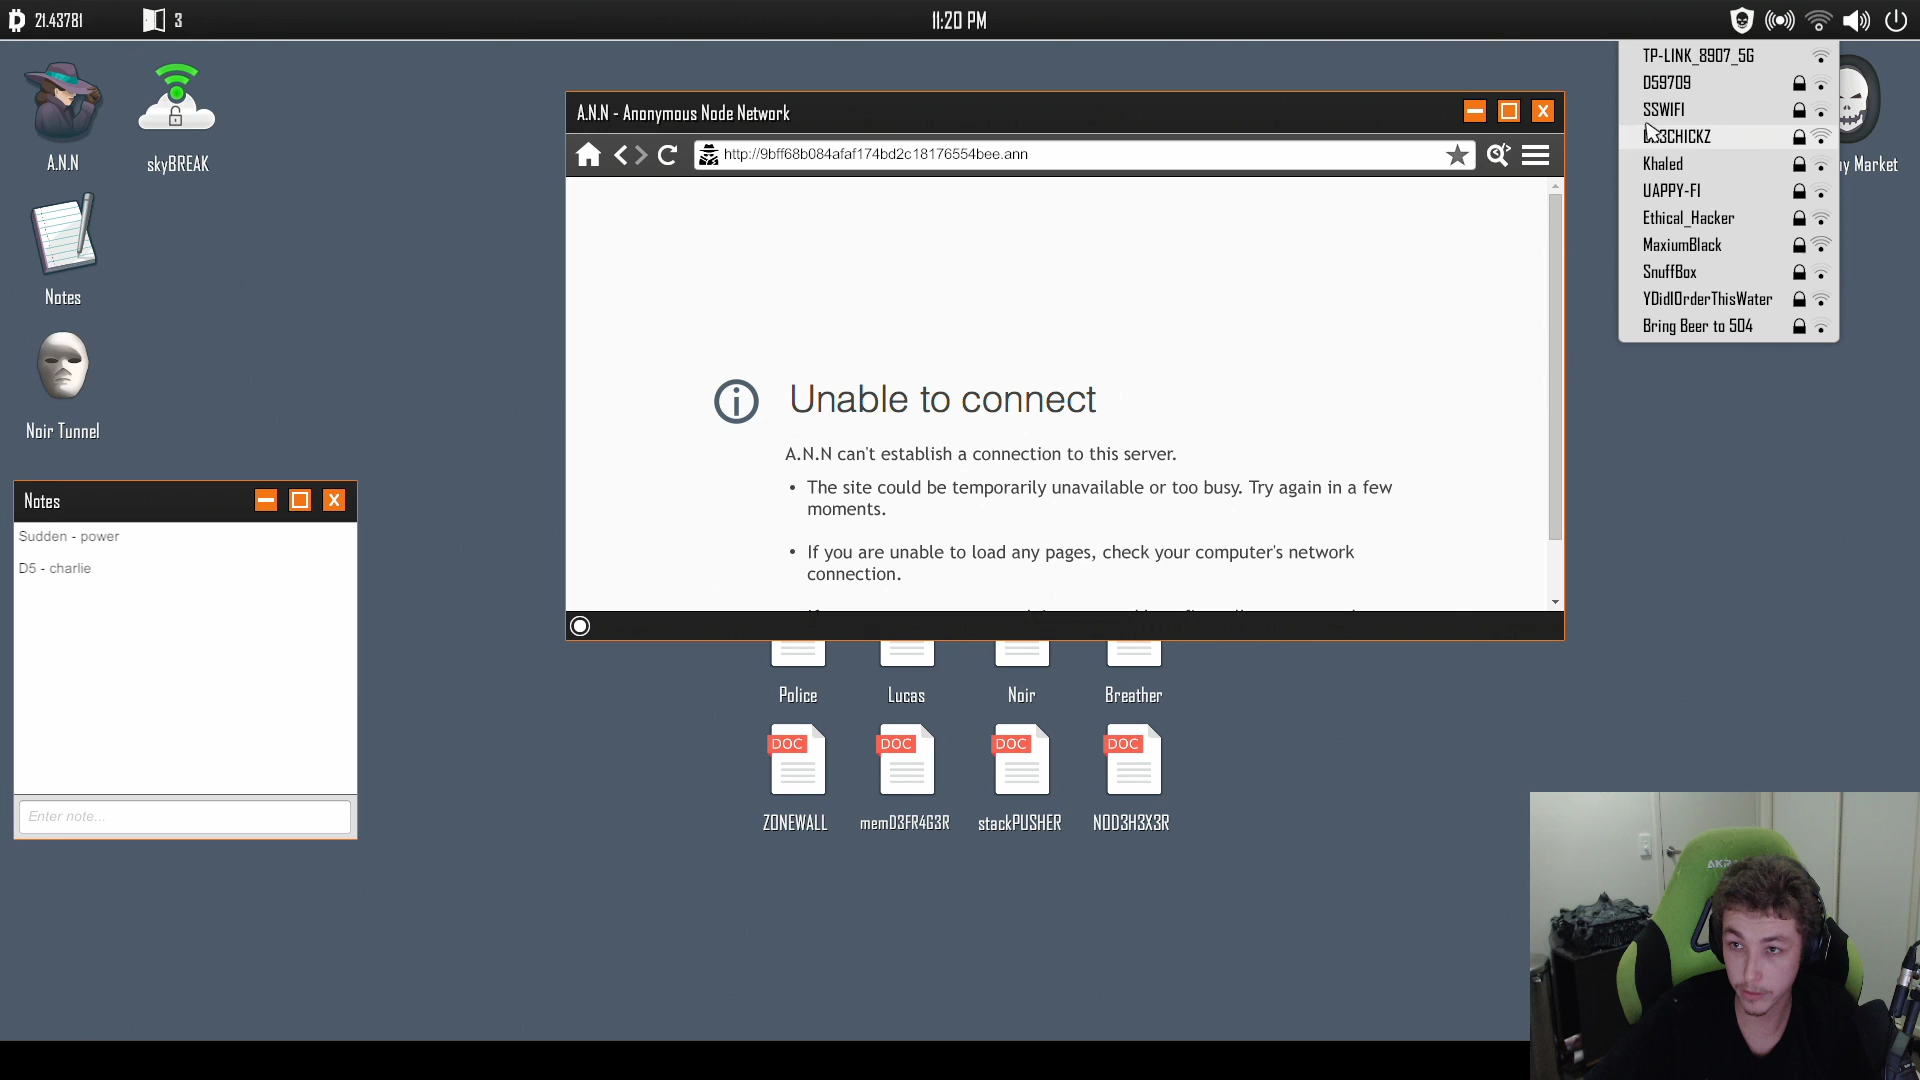 21.43781
3
11:20 PM
A.N.N
skyBREAK
Notes
Noir Tunnel
Notes
Sudden - power
D5 - charlie
Enter note...
A.N.N - Anonymous Node Network
http://9bff68b084afaf174bd2c18176554bee.ann
Unable to connect
A.N.N can't establish a connection to this server.
• The site could be temporarily unavailable or too busy. Try again in a few
moments.
• If you are unable to load any pages, check your computer's network
connection.
Police
Lucas
Noir
Breather
DOC
DOC
DOC
DOC
ZONEWALL
memD3FR4G3R
stackPUSHER
NOD3H3X3R
TP-LINK_8907_5G
D59709
SSWIFI
Khaled
UAPPY-FI
Ethical_Hacker
MaxiumBlack
SnuffBox
YDidIOrderThisWater
Bring Beer to 504
Market